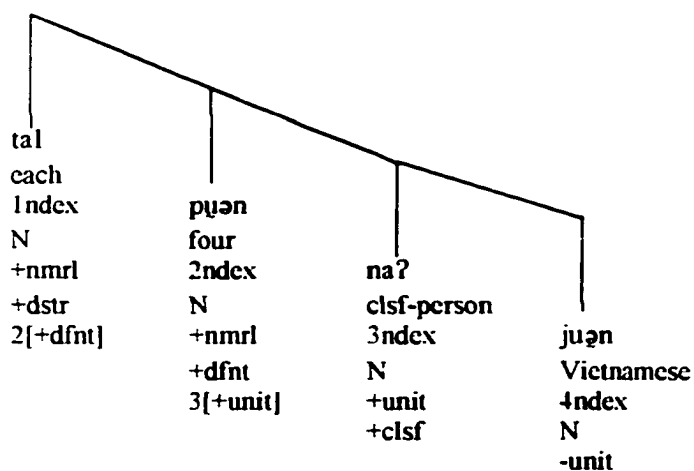 tal
each
1ndex
N
+nmrl
+dstr
2[+dfnt]
pṳən
four
2ndex
N
+nmrl
+dfnt
3[+unit]
naʔ
clsf-person
3ndex
N
+unit
+clsf
juə̤n
Vietnamese
4ndex
N
-unit